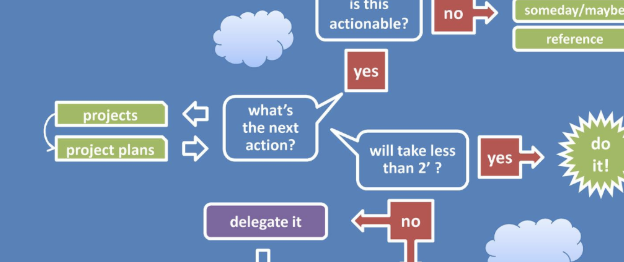 is this
actionable?
no
someday/maybe
reference
yes
projects
project plans
what's
the next
action?
will take less
than 2′ ?
yes
do
it!
delegate it
no